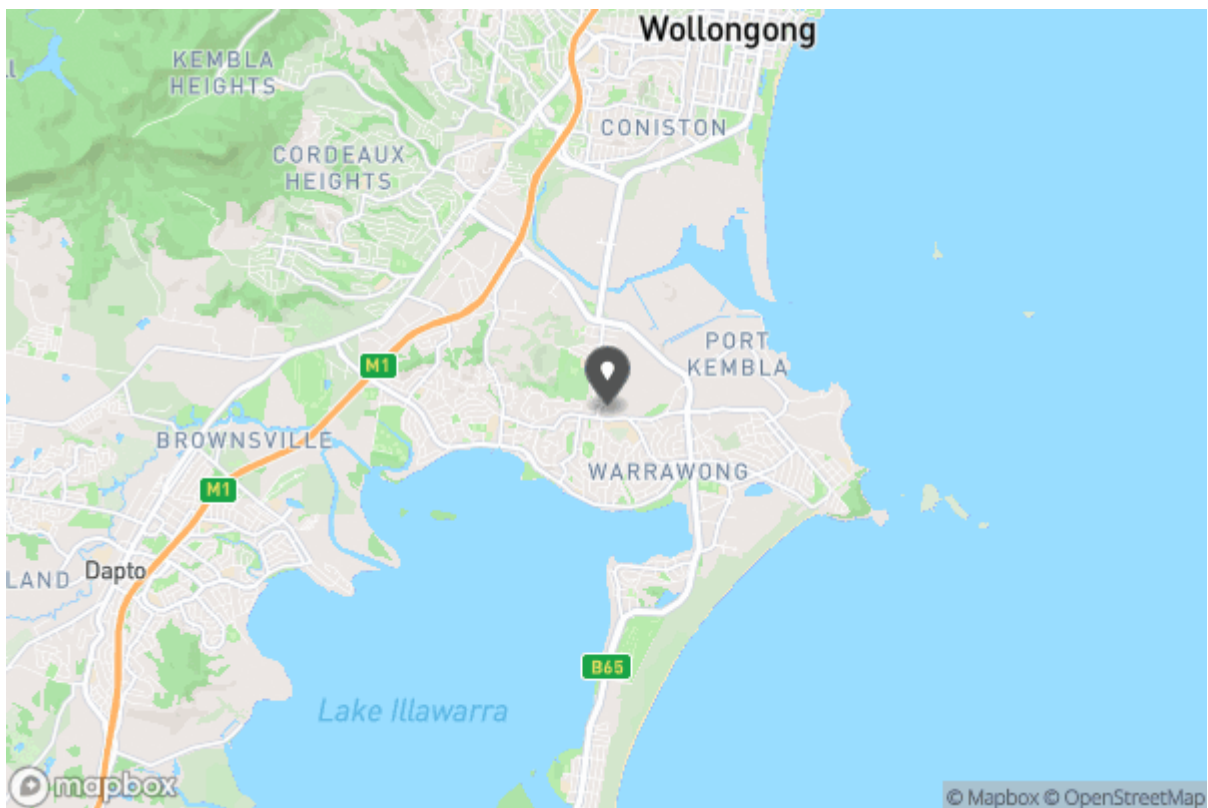 Wollongong
KEMBLA
HEIGHTS
CONISTON
CORDEAUX
HEIGHTS
PORT
KEMBLA
M1
BROWNSVILLE
WARRAWONG
M1
Dapto
LAND
B65
Lake Illawarra
mapbox
© Mapbox © OpenStreetMap